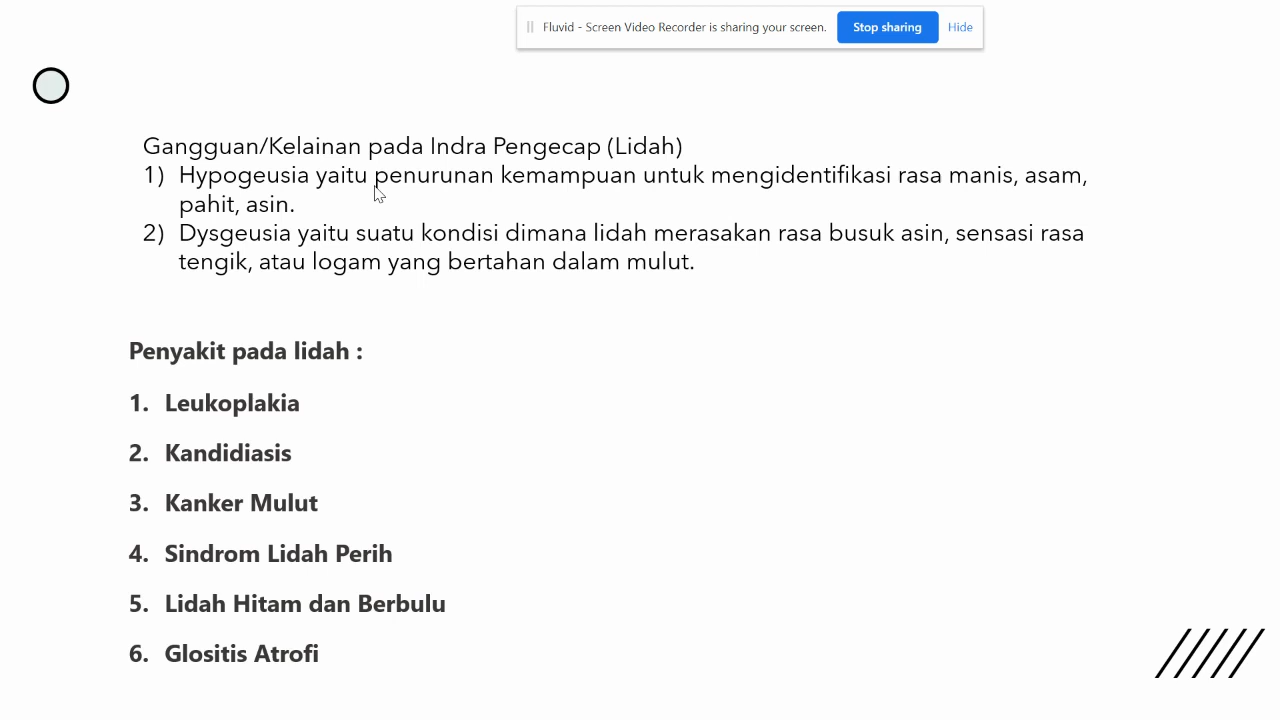 Fluvid - Screen Video Recorder is sharing your screen. Stop sharing Hide
Gangguan/Kelainan pada Indra Pengecap (Lidah)
1) Hypogeusia yaitu penurunan kemampuan untuk mengidentifikasi rasa manis, asam,
pahit, asin.
2) Dysgeusia yaitu suatu kondisi dimana lidah merasakan rasa busuk asin, sensasi rasa
tengik, atau logam yang bertahan dalam mulut.
Penyakit pada lidah :
1. Leukoplakia
2. Kandidiasis
3. Kanker Mulut
4. Sindrom Lidah Perih
5. Lidah Hitam dan Berbulu
6. Glositis Atrofi